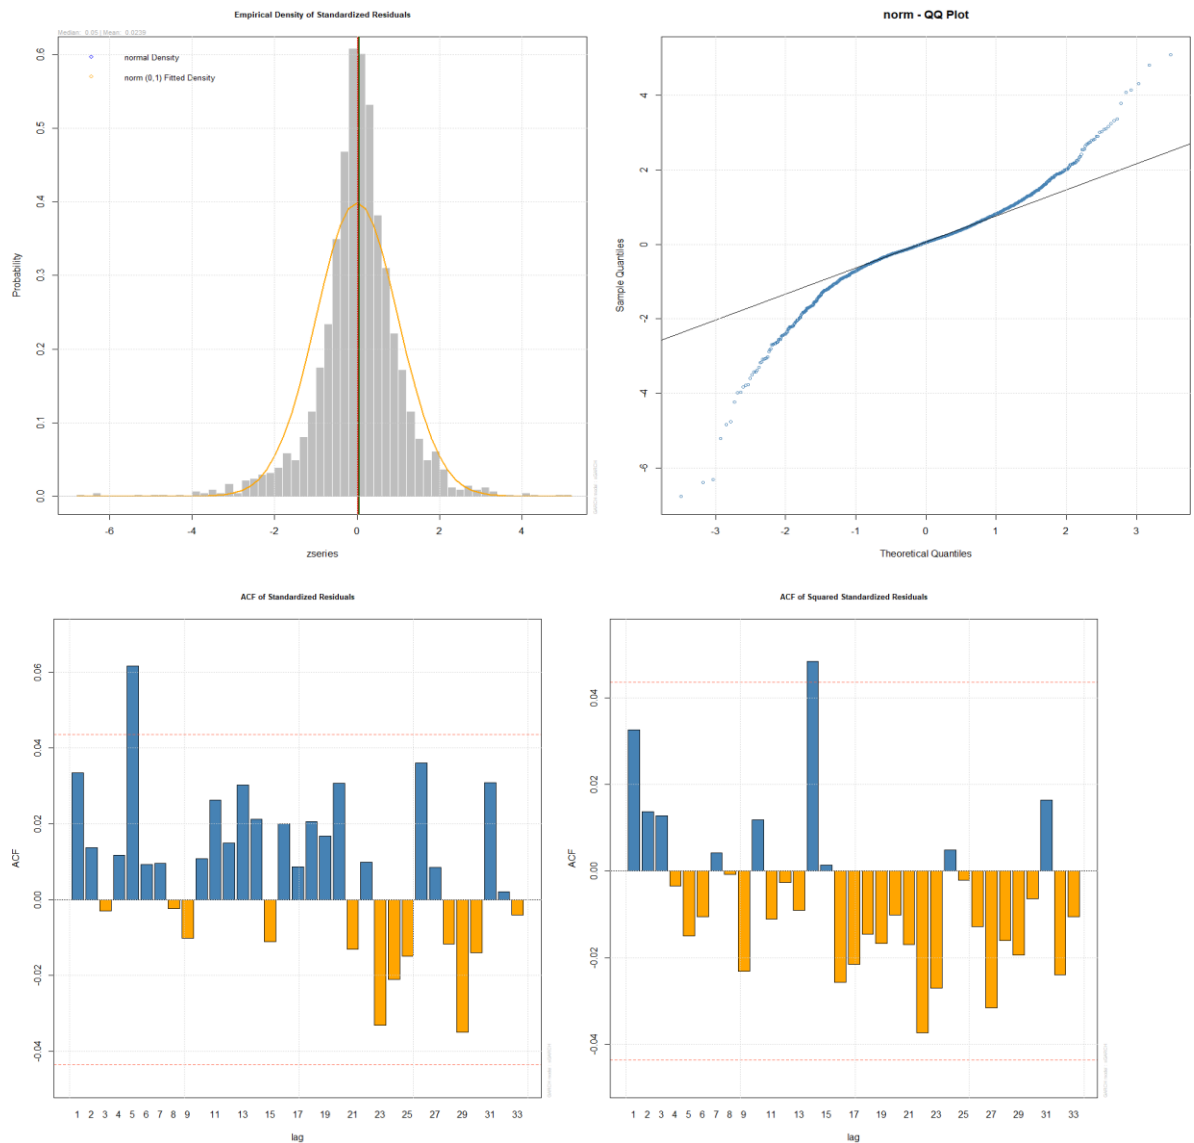 Empirical Density of Standardized Residuals
Median: 0.05 | Mean: 0.0239
normal Density
norm (0,1) Fitted Density
Probability
0.0 0.1 0.2 0.3 0.4 0.5 0.6
-6 -4 -2 0 2 4
zseries
norm - QQ Plot
Sample Quantiles
-6 -4 -2 0 2 4
-3 -2 -1 0 1 2 3
Theoretical Quantiles
ACF of Standardized Residuals
ACF
-0.04 -0.02 0.00 0.02 0.04 0.06
1 2 3 4 5 6 7 8 9 11 13 15 17 19 21 23 25 27 29 31 33
lag
ACF of Squared Standardized Residuals
ACF
-0.04 -0.02 0.00 0.02 0.04
1 2 3 4 5 6 7 8 9 11 13 15 17 19 21 23 25 27 29 31 33
lag